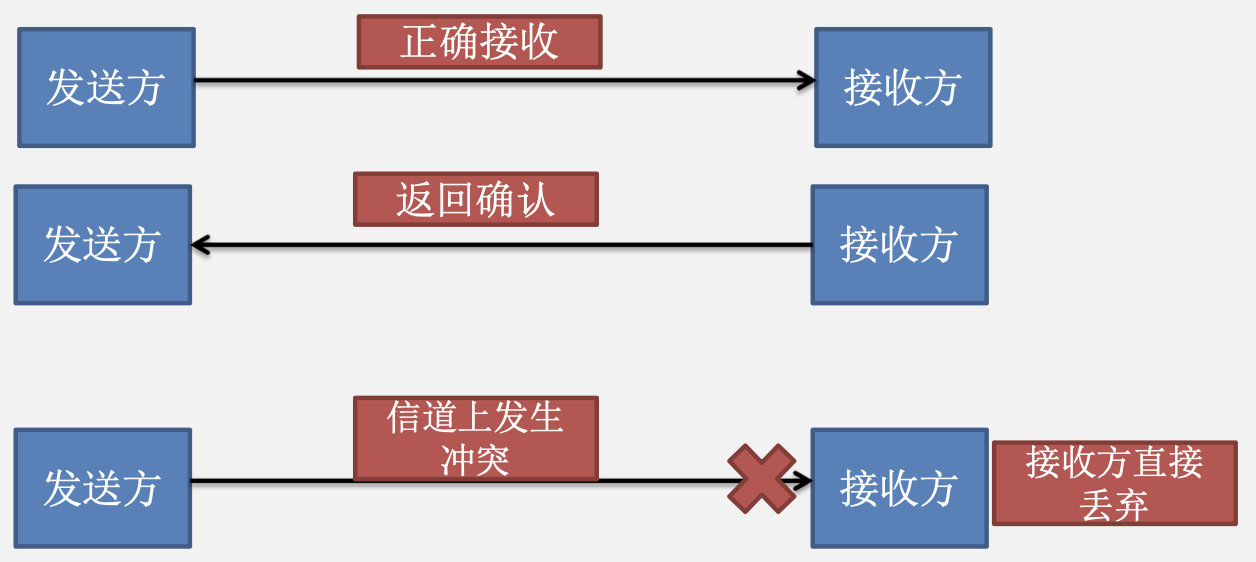 正确接收
发送方
接收方
返回确认
发送方
接收方
信道上发生
冲突
发送方
接收方
接收方直接
丢弃